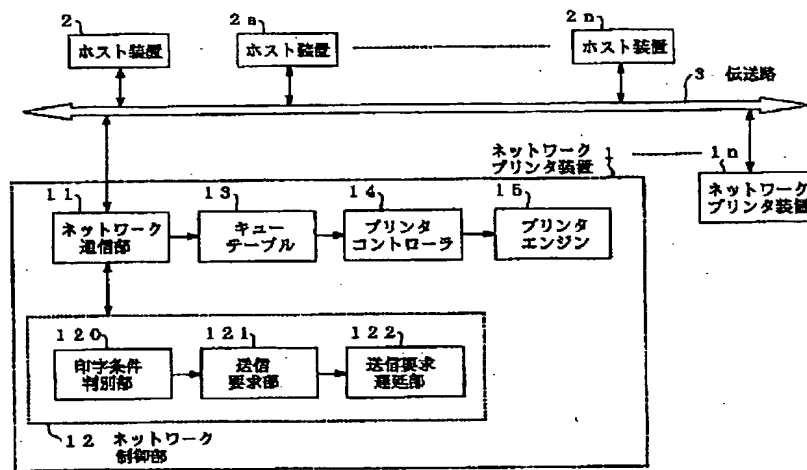 2
ホスト装置
2a
ホスト装置
2n
ホスト装置
3 伝送路
ネットワーク
プリンタ装置
1
1n
ネットワーク
プリンタ装置
11
ネットワーク
通信部
13
キュー
テーブル
14
プリンタ
コントローラ
15
プリンタ
エンジン
120
印字条件
判別部
121
送信
要求部
122
送信要求
遅延部
12 ネットワーク
制御部